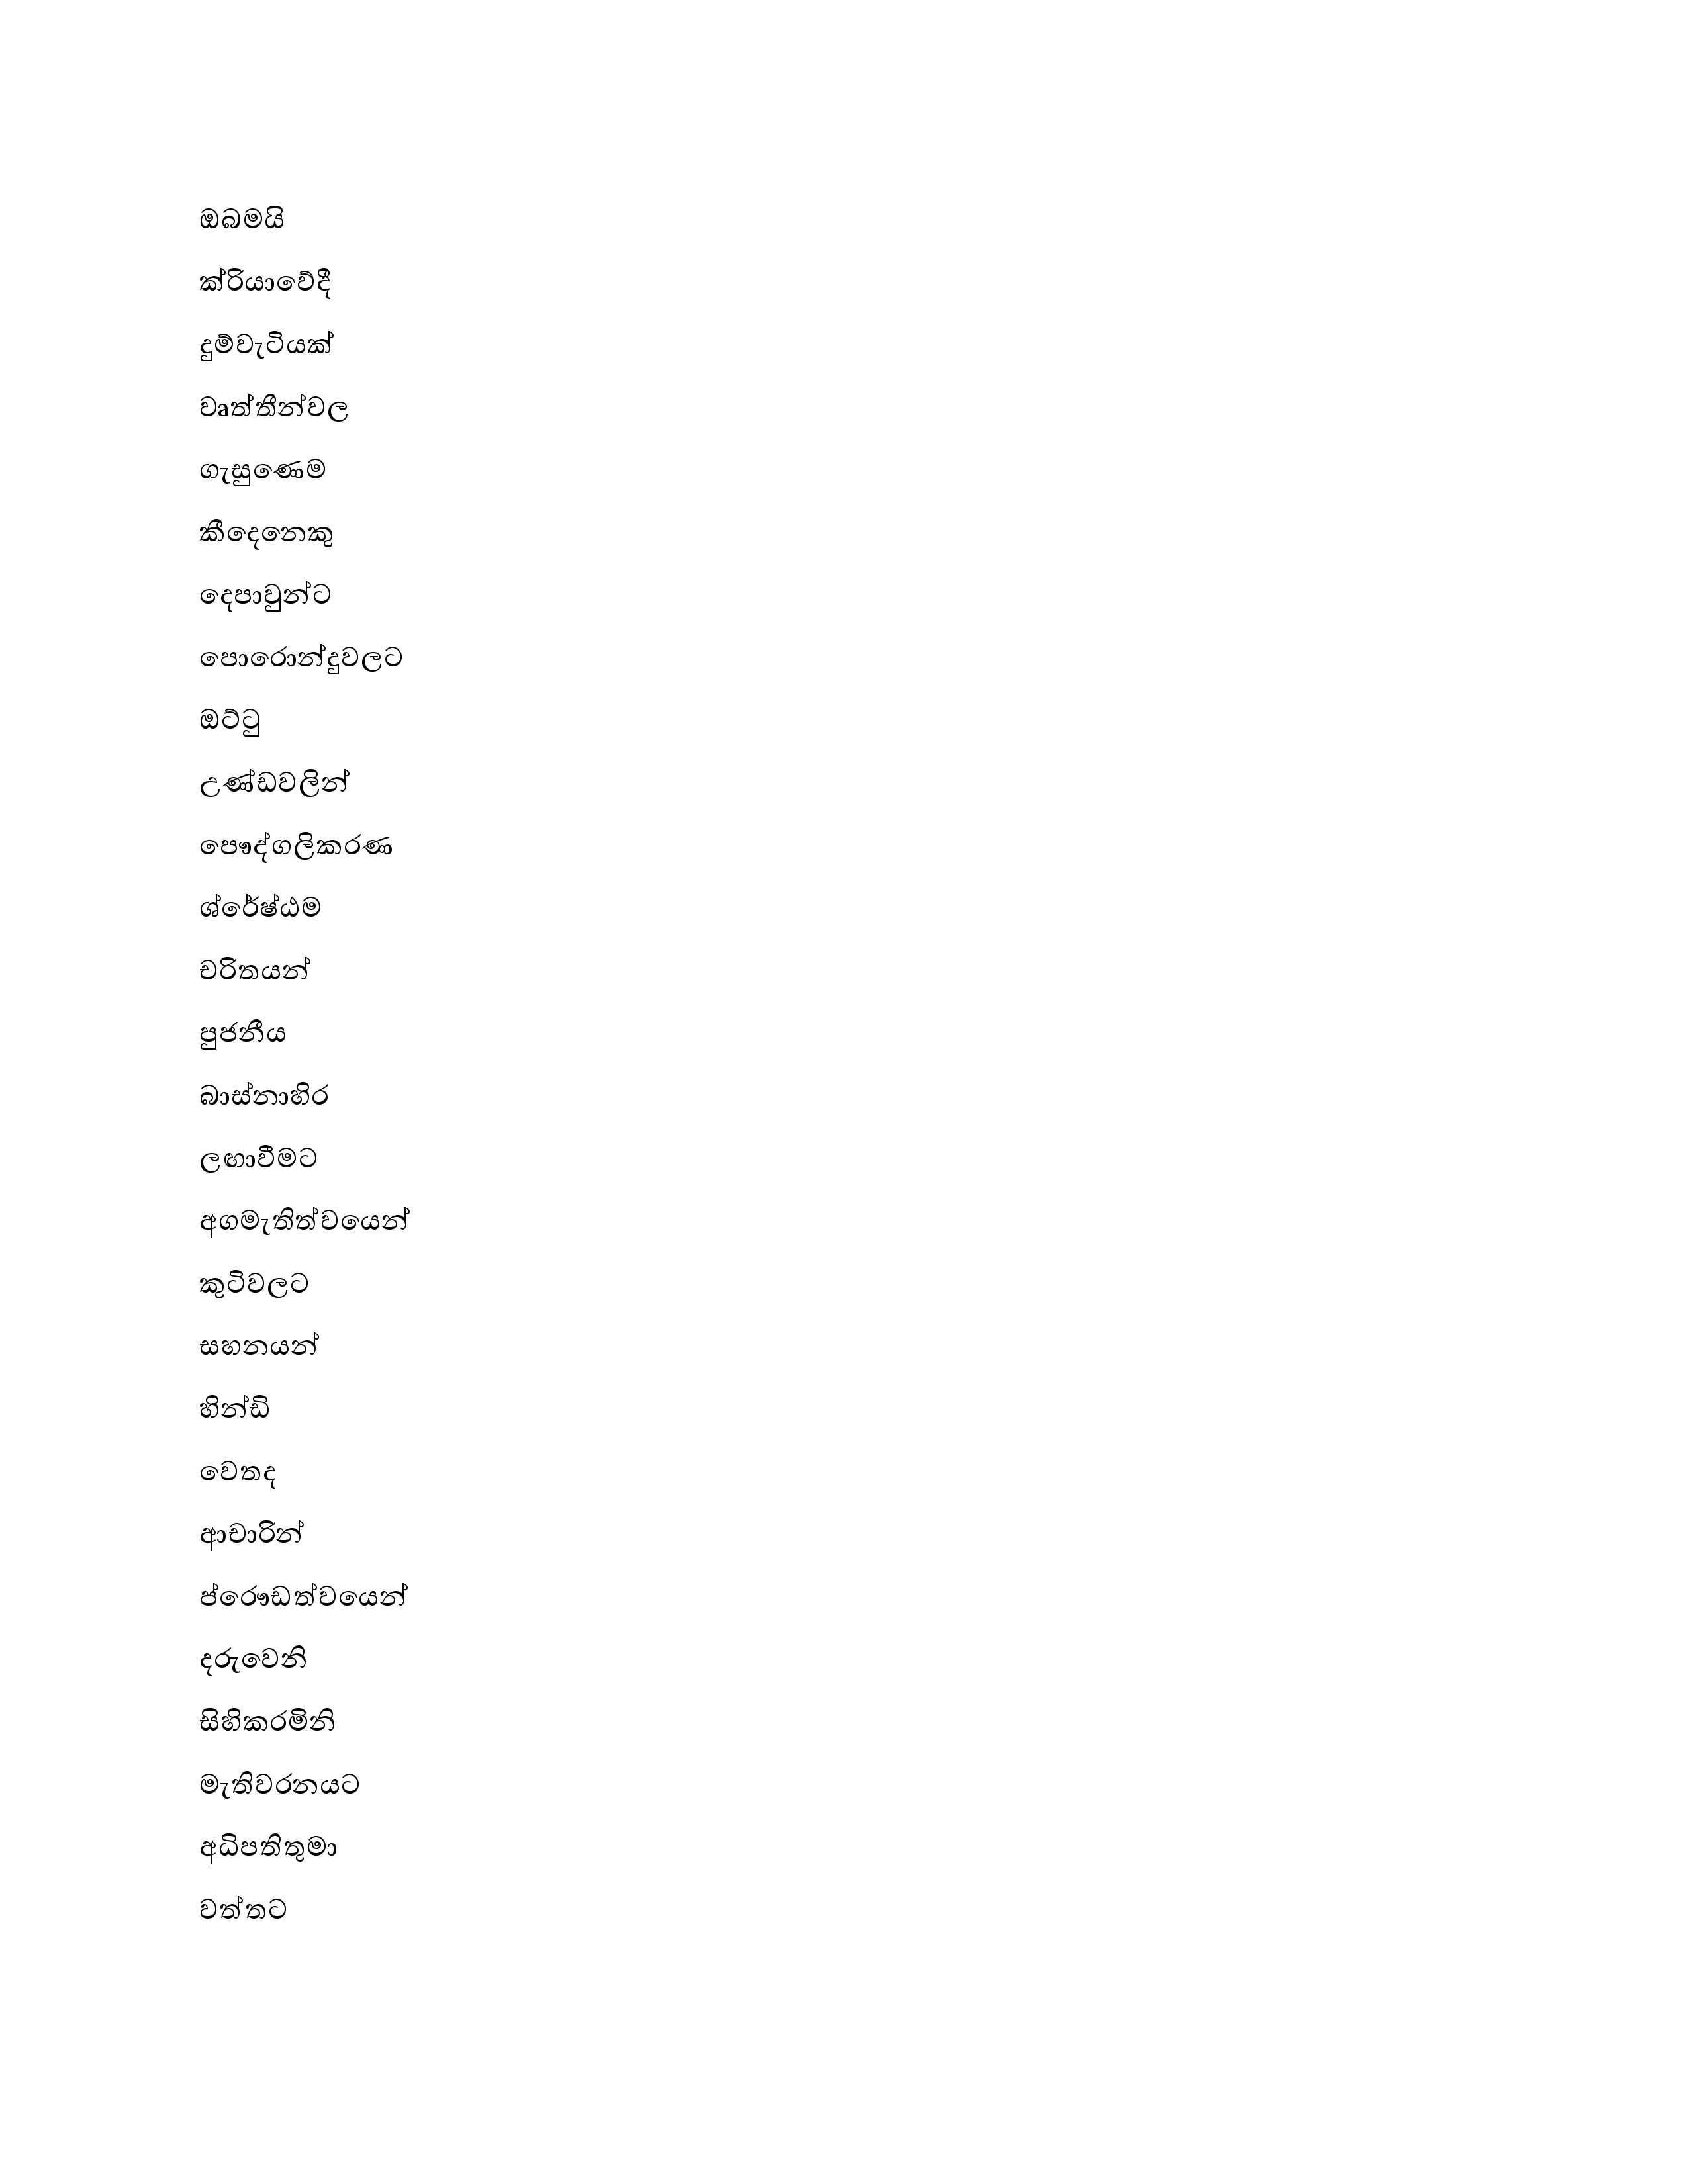 ඔබමයි
ක්රියාවේදී
දුම්වැටියක්
වෘත්තීන්වල
ගැසුණෙම
කීදෙනෙකු
දෙපාවුන්ට
පොරොන්දුවලට
ඔට්ටු
උණ්ඩවලින්
පෞද්ගලිකරණ
ශ්රේෂ්ඨම
චරිතයන්
පුජනීය
බාස්නාහිර
ලඟාවීමට
අගමැතිත්වයෙන්
කුටිවලට
සහනයන්
හින්ඩි
වෙතද
ආචාරින්
ප්රෞඩත්වයෙන්
දරුවෙනි
සිහිකරමිනි
මැතිවරනයට
අධිපතිතුමා
වත්තට